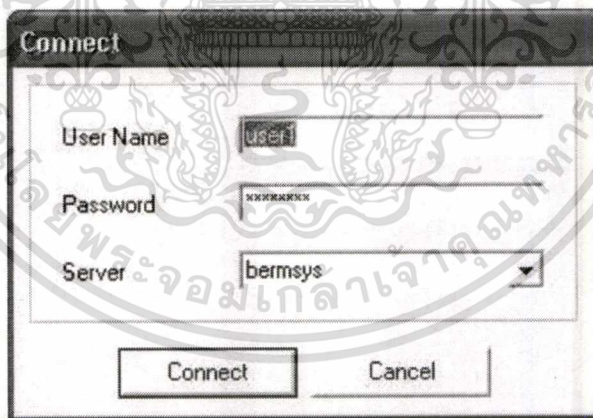 Connect
User Name user1
Password ********
Server bermsys
Connect Cancel